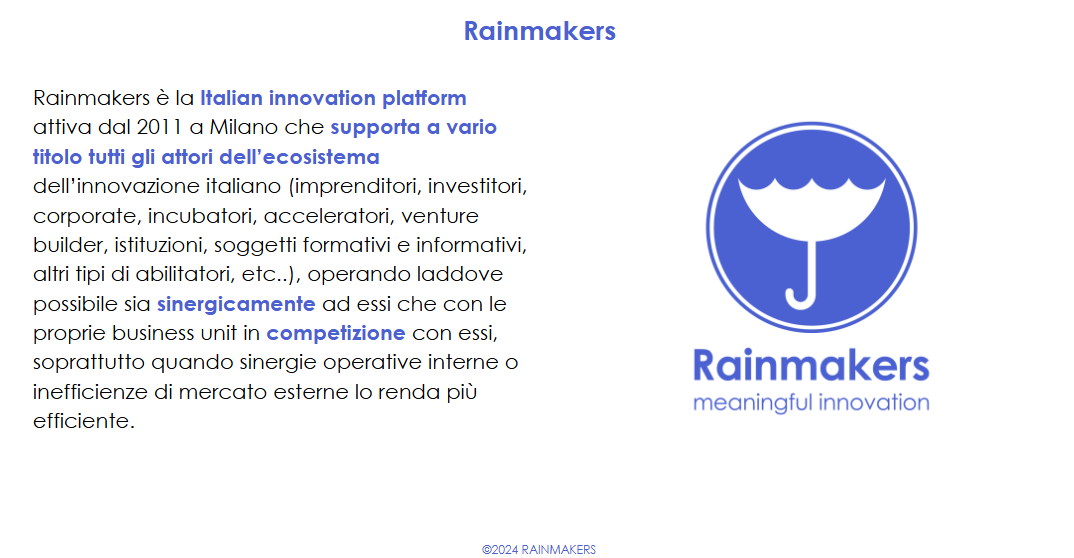 Rainmakers
Rainmakers è la Italian innovation platform
attiva dal 2011 a Milano che supporta a vario
titolo tutti gli attori dell’ecosistema
dell’innovazione italiano (imprenditori, investitori,
corporate, incubatori, acceleratori, venture
builder, istituzioni, soggetti formativi e informativi,
altri tipi di abilitatori, etc..), operando laddove
possibile sia sinergicamente ad essi che con le
proprie business unit in competizione con essi,
soprattutto quando sinergie operative interne o
inefficienze di mercato esterne lo renda più
efficiente.
Rainmakers
meaningful innovation
©2024 RAINMAKERS